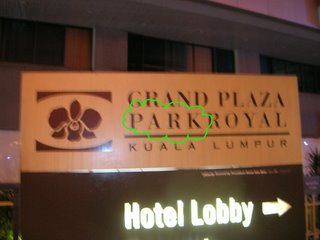 GRAND PLAZA
PARKROYAL
KUALA LUMPUR
Hotel Lobby